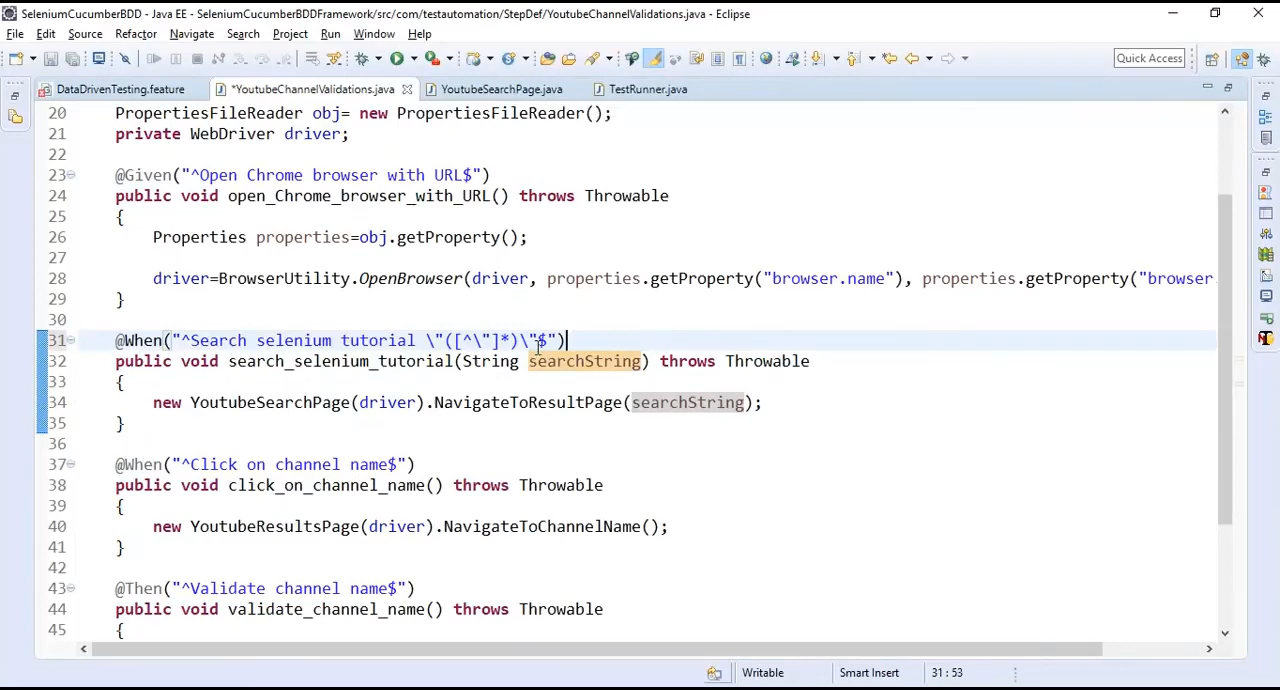 SeleniumCucumberBDD - Java EE - SeleniumCucumberBDDFramework/src/com/testautomation/StepDef/YoutubeChannelValidations.java - Eclipse
File Edit Source Refactor Navigate Search Project Run Window Help
Quick Access
DataDrivenTesting.feature *YoutubeChannelValidations.java YoutubeSearchPage.java TestRunner.java
20 PropertiesFileReader obj= new PropertiesFileReader();
21 private WebDriver driver;
22
23 @Given("^Open Chrome browser with URL$")
24 public void open_Chrome_browser_with_URL() throws Throwable
25 {
26 Properties properties=obj.getProperty();
27
28 driver=BrowserUtility.OpenBrowser(driver, properties.getProperty("browser.name"), properties.getProperty("browser.
29 }
30
31 @When("^Search selenium tutorial \"([^\"]*)\"$")
32 public void search_selenium_tutorial(String searchString) throws Throwable
33 {
34 new YoutubeSearchPage(driver).NavigateToResultPage(searchString);
35 }
36
37 @When("^Click on channel name$")
38 public void click_on_channel_name() throws Throwable
39 {
40 new YoutubeResultsPage(driver).NavigateToChannelName();
41 }
42
43 @Then("^Validate channel name$")
44 public void validate_channel_name() throws Throwable
45 {
Writable Smart Insert 31 : 53